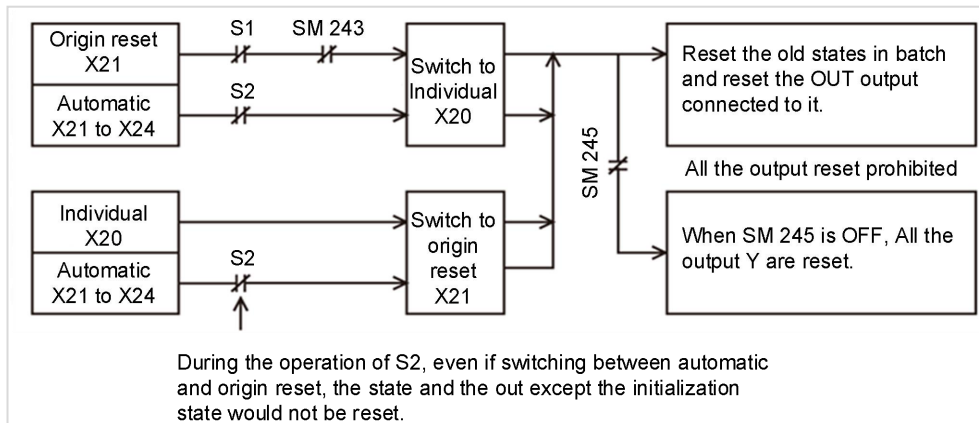 Origin reset
X21
S1
SM 243
Switch to
Individual
X20
Reset the old states in batch
and reset the OUT output
connected to it.
Automatic
X21 to X24
S2
SM 245
All the output reset prohibited
Individual
X20
Switch to
origin
reset
X21
Automatic
X21 to X24
S2
When SM 245 is OFF, All the
output Y are reset.
During the operation of S2, even if switching between automatic
and origin reset, the state and the out except the initialization
state would not be reset.